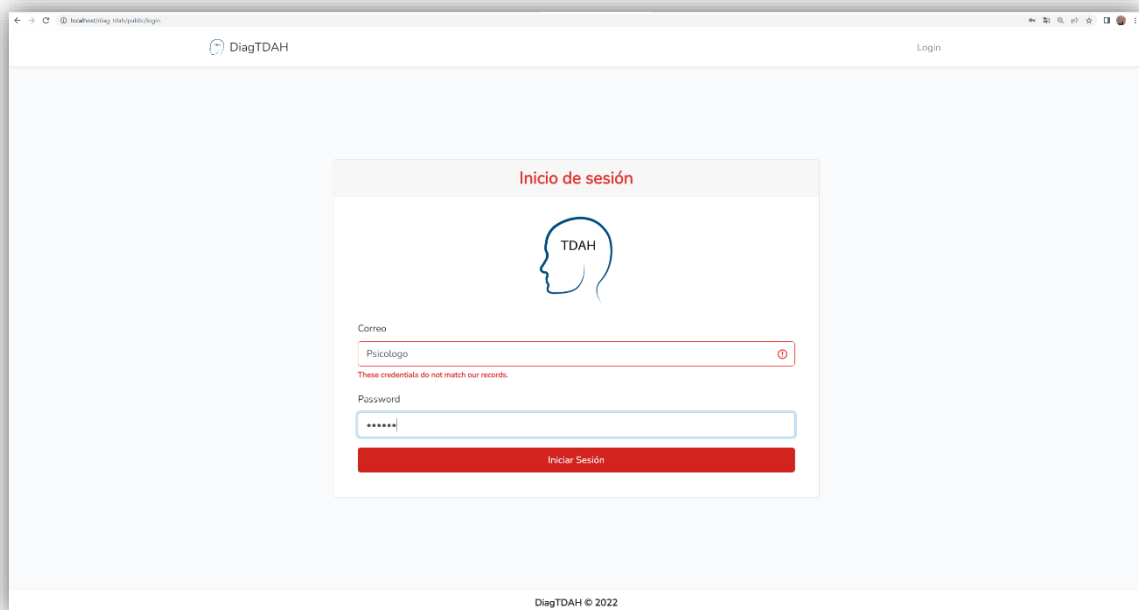 localhost/diag_tdah/public/login
DiagTDAH
Login
Inicio de sesión
TDAH
Correo
Psicologo
These credentials do not match our records.
Password
Iniciar Sesión
DiagTDAH © 2022